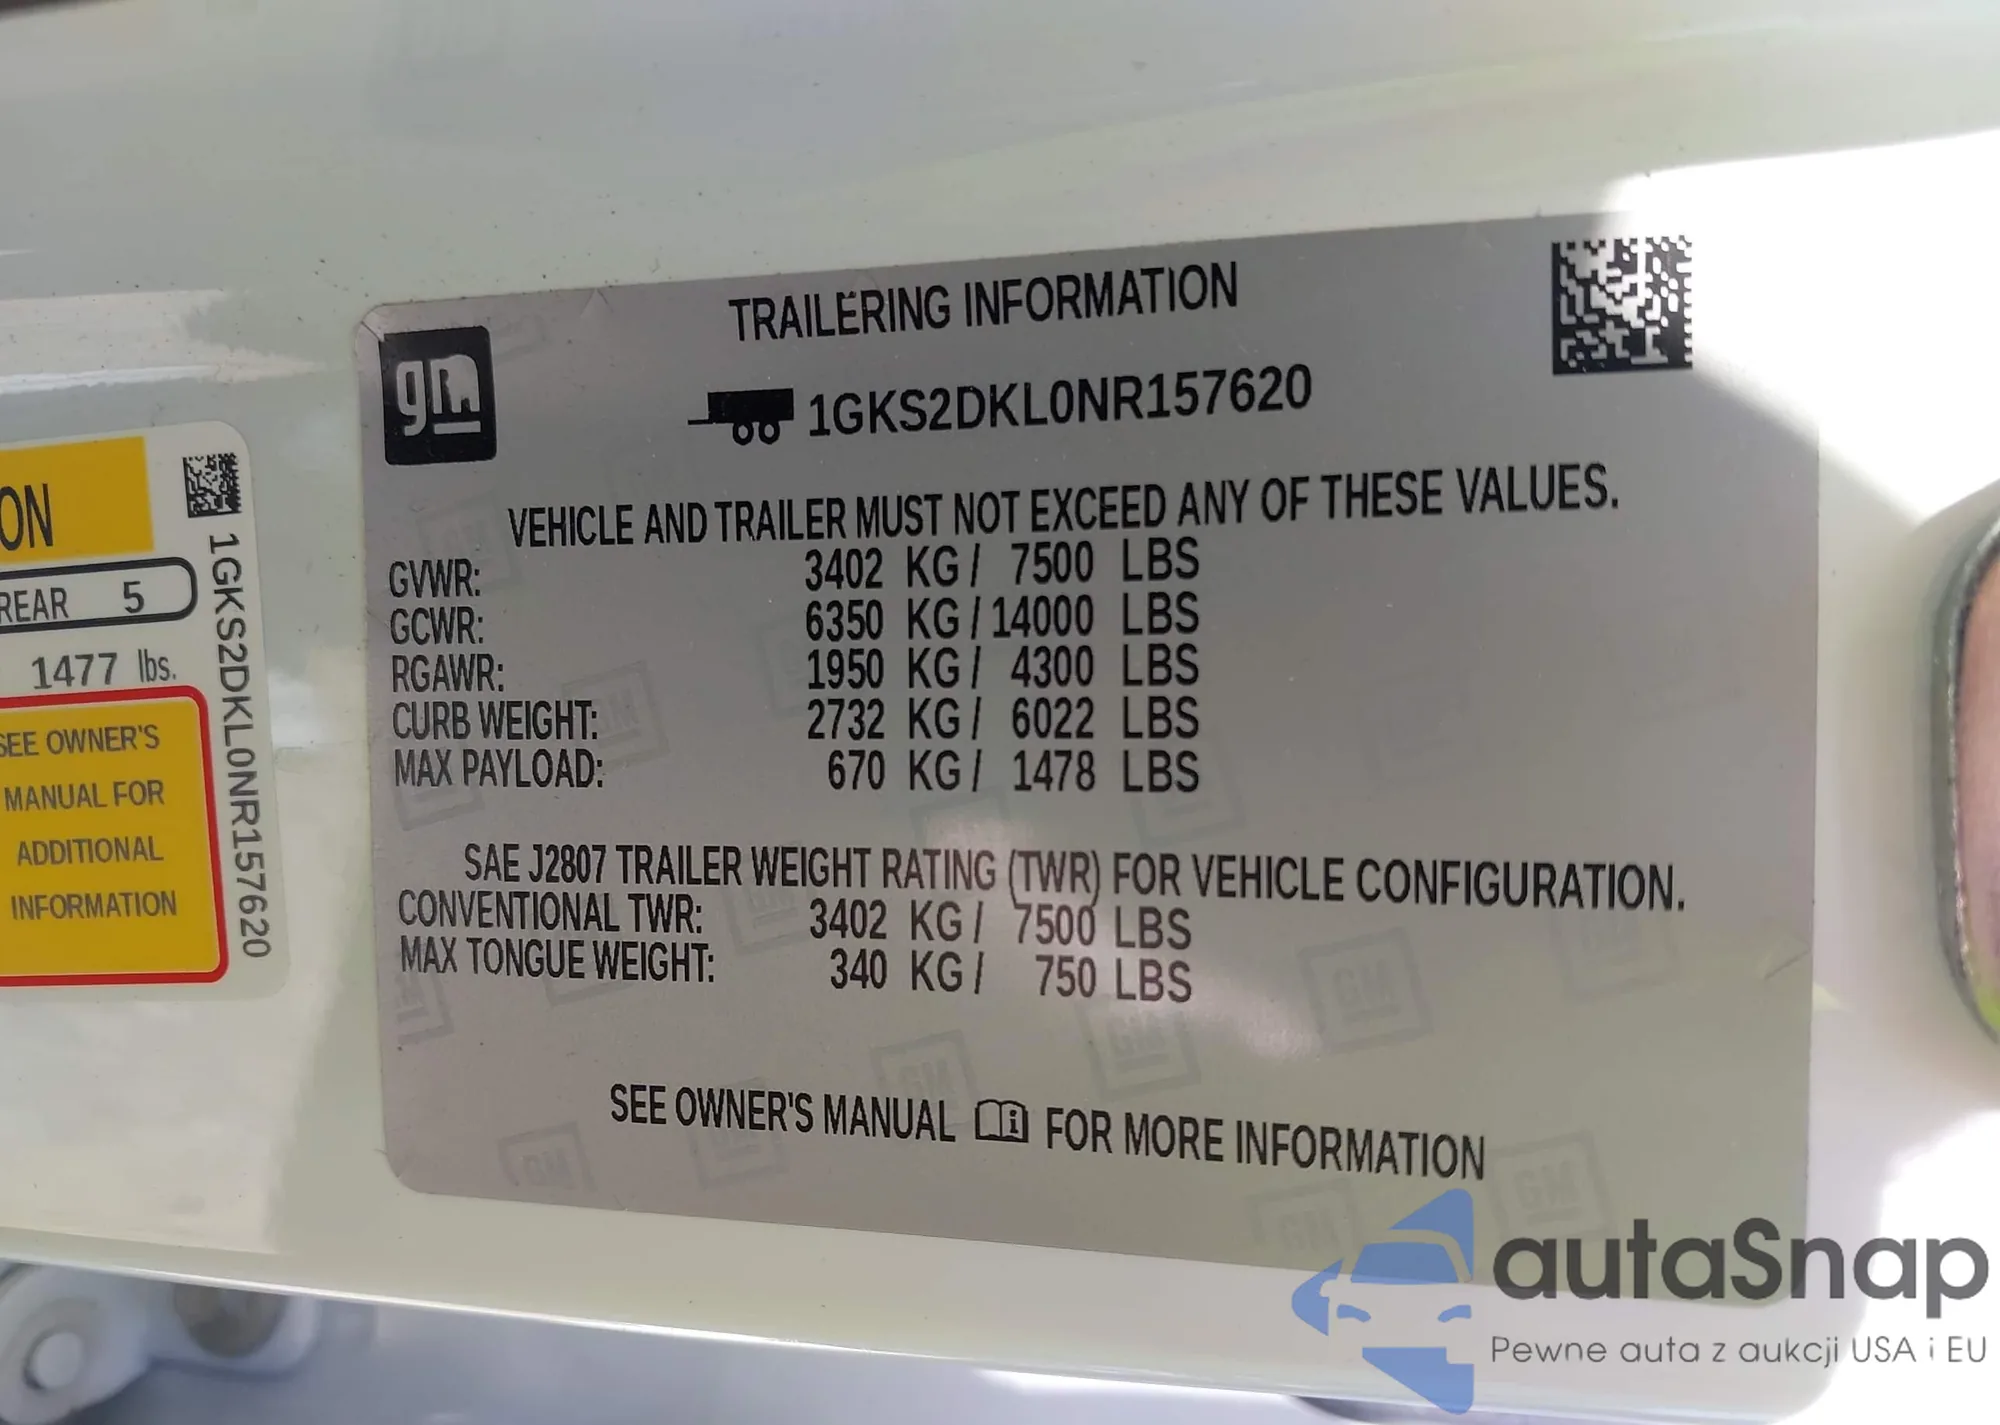 ON
REAR 5
1477 lbs.
SEE OWNER'S
MANUAL FOR
ADDITIONAL
INFORMATION
1GKS2DKL0NR157620
gm
TRAILERING INFORMATION
1GKS2DKL0NR157620
VEHICLE AND TRAILER MUST NOT EXCEED ANY OF THESE VALUES.
GVWR: 3402 KG / 7500 LBS
GCWR: 6350 KG / 14000 LBS
RGAWR: 1950 KG / 4300 LBS
CURB WEIGHT: 2732 KG / 6022 LBS
MAX PAYLOAD: 670 KG / 1478 LBS
SAE J2807 TRAILER WEIGHT RATING (TWR) FOR VEHICLE CONFIGURATION.
CONVENTIONAL TWR: 3402 KG / 7500 LBS
MAX TONGUE WEIGHT: 340 KG / 750 LBS
SEE OWNER'S MANUAL i FOR MORE INFORMATION
autaSnap
Pewne auta z aukcji USA i EU